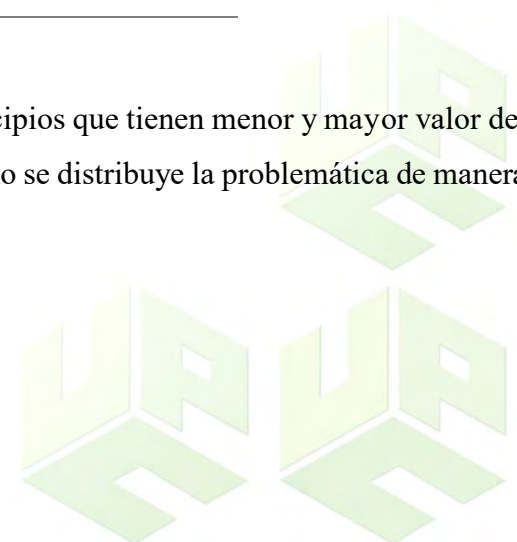 cipios que tienen menor y mayor valor de
o se distribuye la problemática de manera